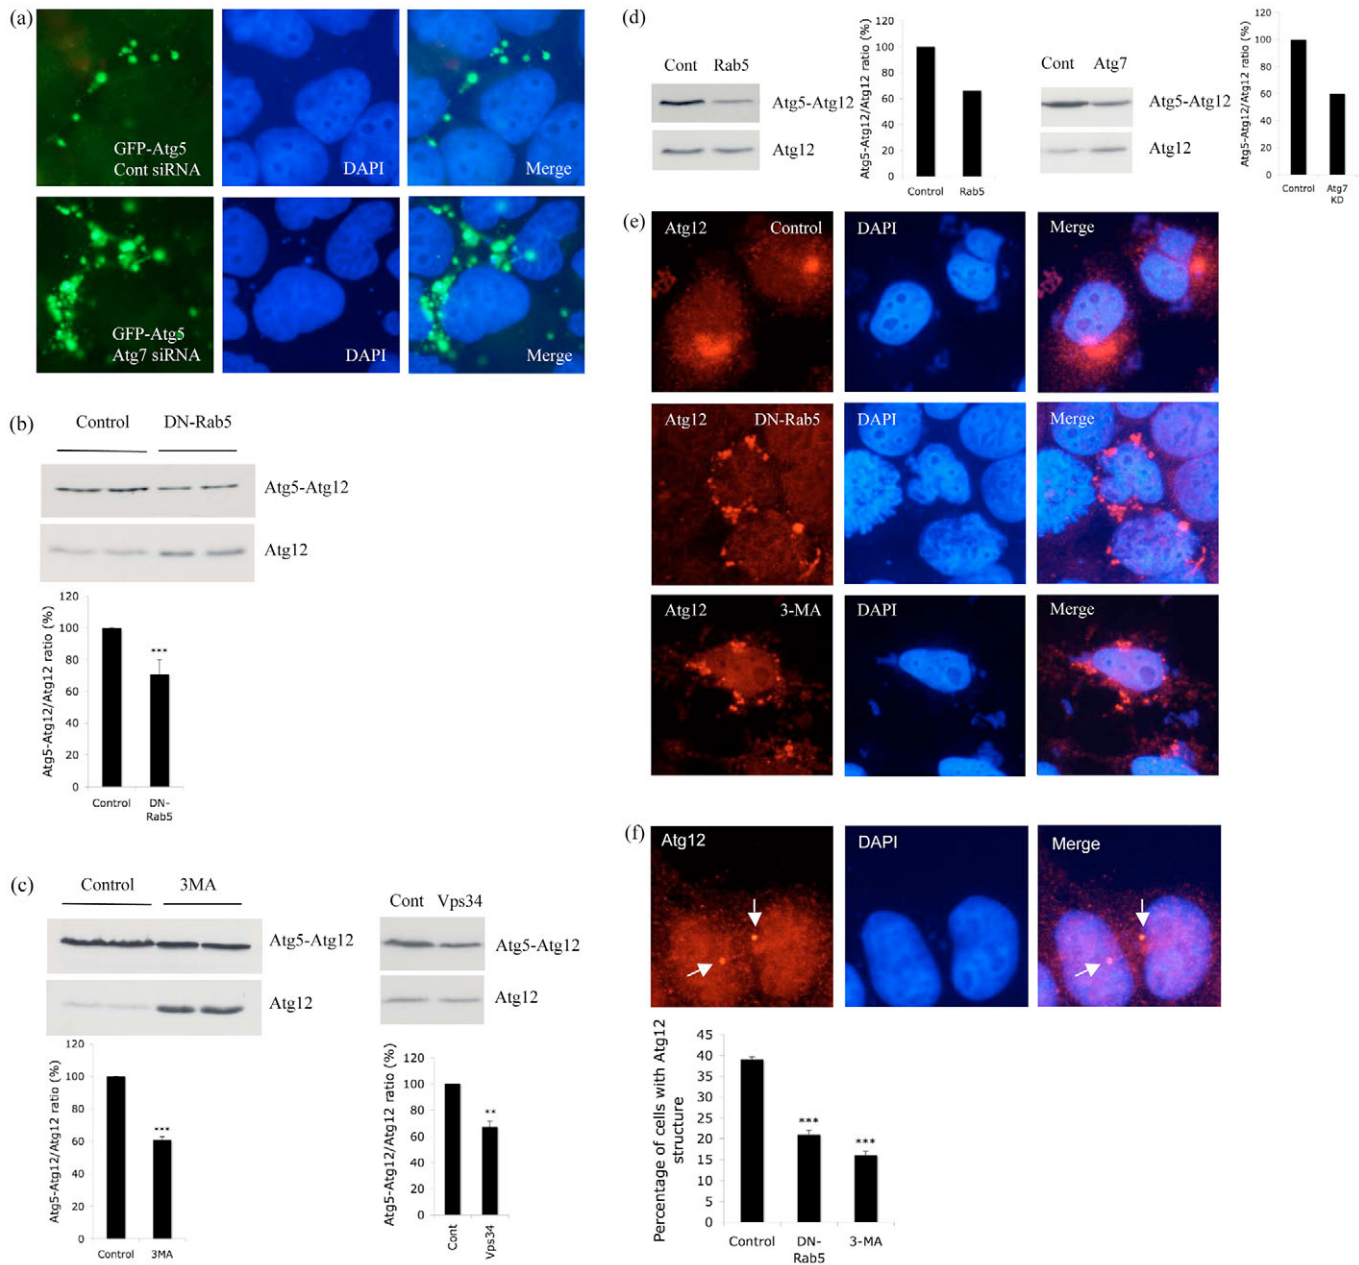 (a)
GFP-Atg5
Cont siRNA
DAPI
Merge
GFP-Atg5
Atg7 siRNA
DAPI
Merge
(b)
Control DN-Rab5
Atg5-Atg12
Atg12
Atg5-Atg12/Atg12 ratio (%)
120
100
80
60
40
20
0
***
Control DN-
Rab5
(c)
Control 3MA
Atg5-Atg12
Atg12
Atg5-Atg12/Atg12 ratio (%)
120
100
80
60
40
20
0
***
Control 3MA
Cont Vps34
Atg5-Atg12
Atg12
Atg5-Atg12/Atg12 ratio (%)
120
100
80
60
40
20
0
**
Cont
Vps34
(d)
Cont Rab5
Atg5-Atg12
Atg12
Atg5-Atg12/Atg12 ratio (%)
120
100
80
60
40
20
0
Control Rab5
Cont Atg7
Atg5-Atg12
Atg12
Atg5-Atg12/Atg12 ratio (%)
120
100
80
60
40
20
0
Control Atg7
KD
(e)
Atg12 Control
DAPI
Merge
Atg12 DN-Rab5
DAPI
Merge
Atg12 3-MA
DAPI
Merge
(f)
Atg12
DAPI
Merge
Percentage of cells with Atg12
structure
45
40
35
30
25
20
15
10
5
0
***
***
Control DN- 3-MA
Rab5